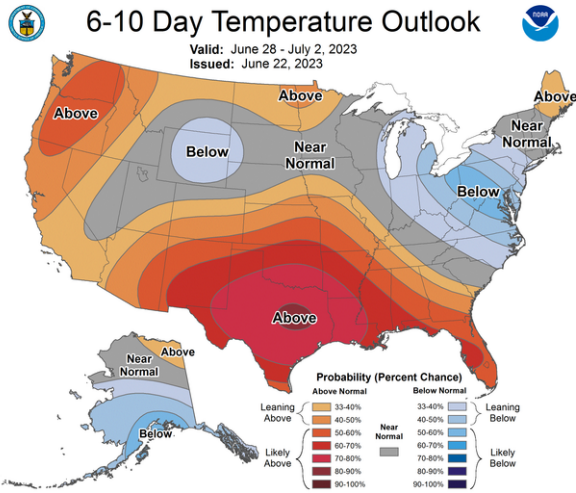 6-10 Day Temperature Outlook
Valid: June 28 - July 2, 2023
Issued: June 22, 2023
NOAA
Above
Above
Above
Near
Normal
Below
Near
Normal
Below
Above
Near
Normal
Above
Below
Probability (Percent Chance)
Above Normal
Below Normal
Leaning
Above
33-40%
40-50%
Likely
Above
50-60%
60-70%
70-80%
80-90%
90-100%
Near
Normal
33-40%
40-50%
Leaning
Below
50-60%
60-70%
70-80%
80-90%
90-100%
Likely
Below